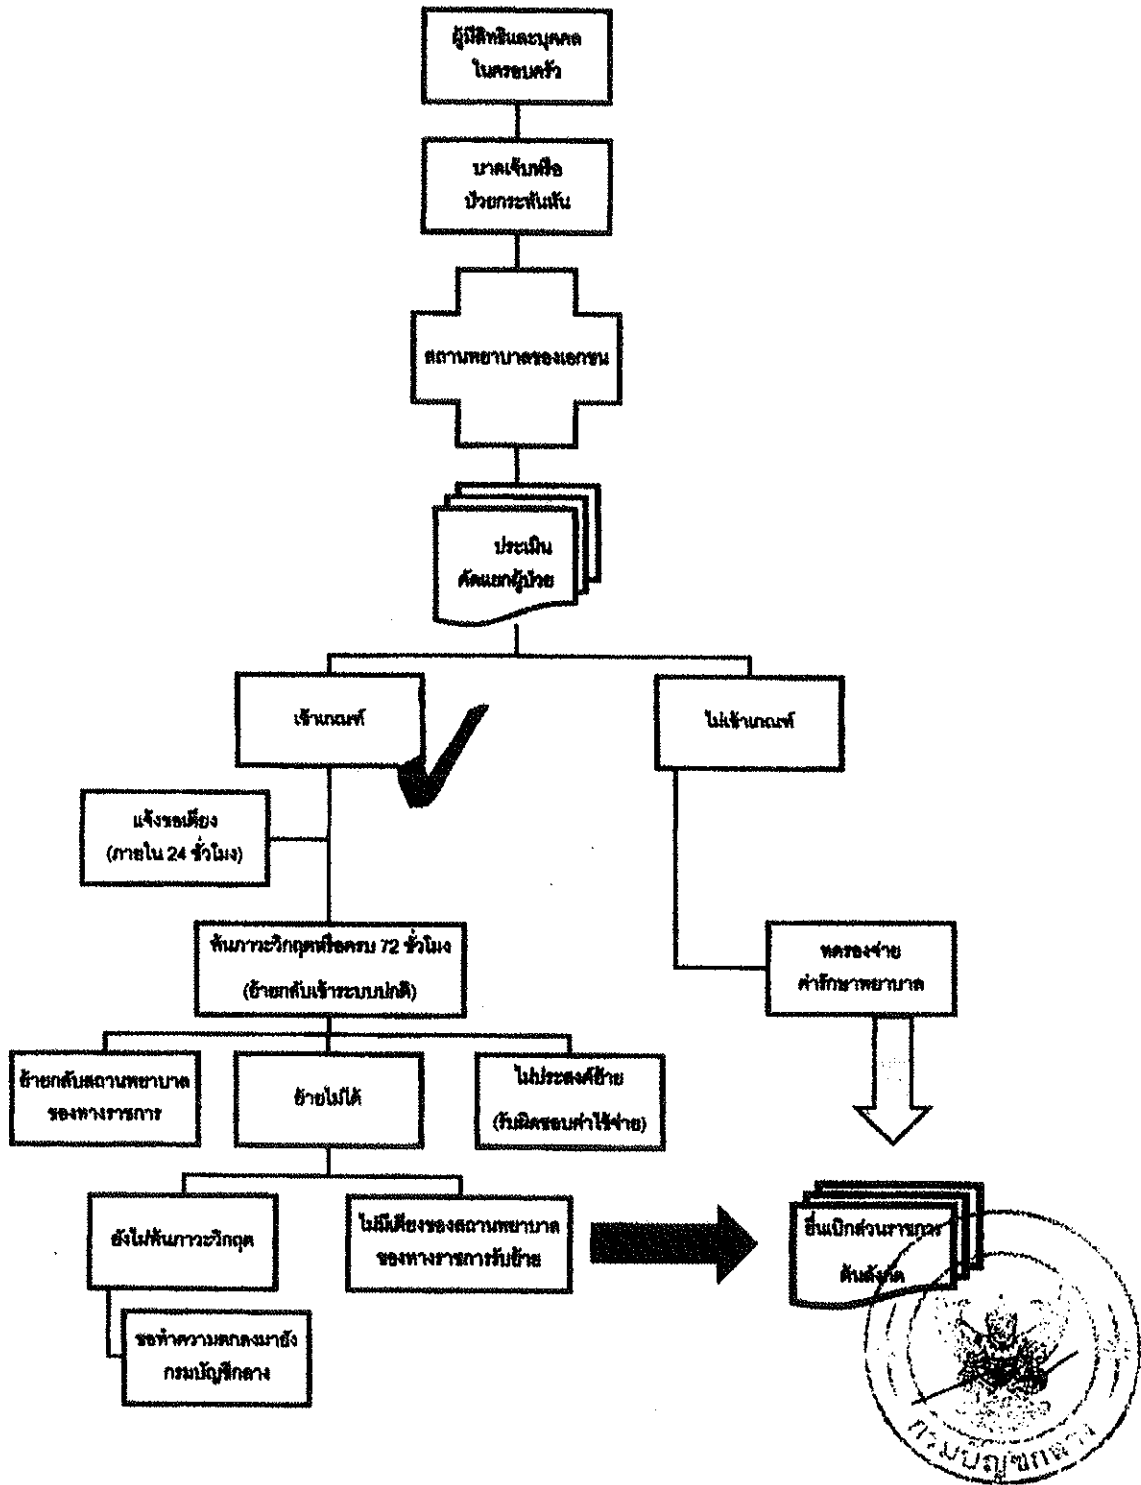 ผู้มีสิทธิและบุคคล
ในครอบครัว
บาดเจ็บหรือ
ป่วยกระทันหัน
สถานพยาบาลของเอกชน
ประเมิน
คัดแยกผู้ป่วย
เข้าเกณฑ์
ไม่เข้าเกณฑ์
แจ้งขอเตียง
(ภายใน 24 ชั่วโมง)
พ้นภาวะวิกฤตหรือครบ 72 ชั่วโมง
(ย้ายกลับเข้าระบบปกติ)
ทดรองจ่าย
ค่ารักษาพยาบาล
ย้ายกลับสถานพยาบาล
ของทางราชการ
ย้ายไม่ได้
ไม่ประสงค์ย้าย
(รับผิดชอบค่าใช้จ่าย)
ยังไม่พ้นภาวะวิกฤต
ไม่มีเตียงของสถานพยาบาล
ของทางราชการรับย้าย
ยื่นเบิกส่วนราชการ
ต้นสังกัด
ขอทำความตกลงมายัง
กรมบัญชีกลาง
กรมบัญชีกลาง